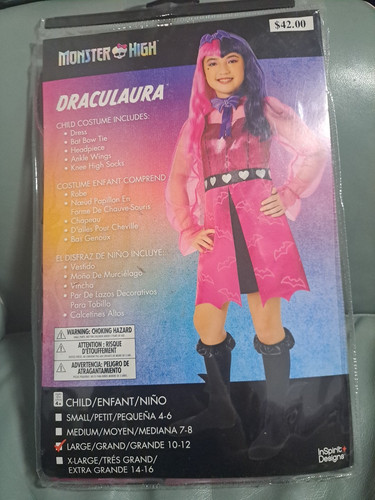 $42.00
MONSTER HIGH
DRACULAURA®
CHILD COSTUME INCLUDES:
• Dress
• Bat Bow Tie
• Headpiece
• Ankle Wings
• Knee High Socks
COSTUME ENFANT COMPREND
• Robe
• Nœud Papillon En
Forme De Chauve-Souris
• Chapeau
• D'ailes Pour Cheville
• Bas Genoux
EL DISFRAZ DE NIÑO INCLUYE:
• Vestido
• Moño De Murciélago
• Vincha
• Par De Lazos Decorativos
Para Tobillo
• Calcetines Altos
WARNING: CHOKING HAZARD
ATTENTION : RISQUE
D'ÉTOUFFEMENT
ADVERTENCIA: PELIGRO DE
ATRAGANTAMIENTO
CHILD/ENFANT/NIÑO
SMALL/PETIT/PEQUEÑA 4-6
MEDIUM/MOYEN/MEDIANA 7-8
LARGE/GRAND/GRANDE 10-12
X-LARGE/TRÈS GRAND/
EXTRA GRANDE 14-16
InSpirit
Designs